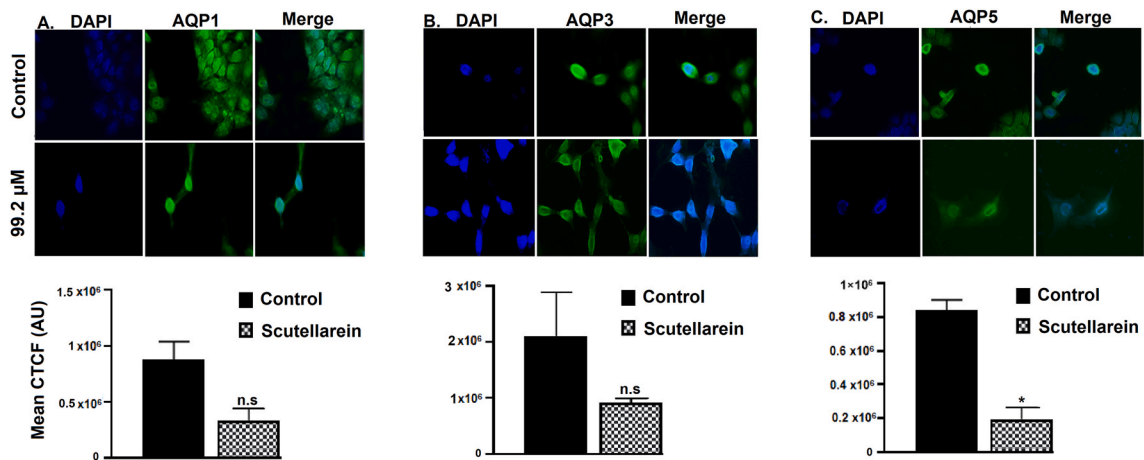 A. DAPI AQP1 Merge
B. DAPI AQP3 Merge
C. DAPI AQP5 Merge
Control
99.2 µM
Mean CTCF (AU)
1.5 x10⁶
1 x10⁶
0.5 x10⁶
0
Control
Scutellarein
n.s
3 x10⁶
2 x10⁶
1 x10⁶
0
Control
Scutellarein
n.s
1×10⁶
0.8 x10⁶
0.6 x10⁶
0.4 x10⁶
0.2 x10⁶
0
Control
Scutellarein
*